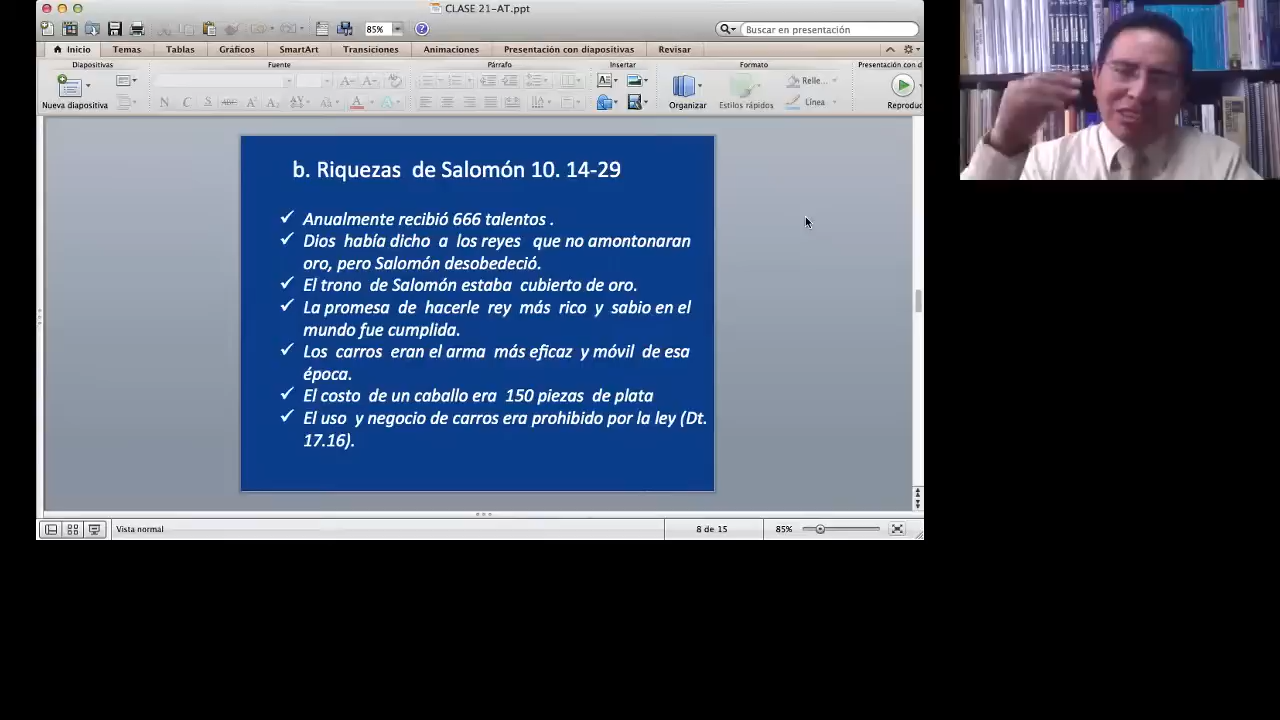 CLASE 21-AT.ppt
85%
Buscar en presentación
Inicio
Temas
Tablas
Gráficos
SmartArt
Transiciones
Animaciones
Presentación con diapositivas
Revisar
Diapositivas
Fuente
Párrafo
Insertar
Formato
Presentación con d
Nueva diapositiva
Organizar
Estilos rápidos
Relle...
Línea
Reproduc
b. Riquezas de Salomón 10. 14-29
Anualmente recibió 666 talentos .
Dios había dicho a los reyes que no amontonaran
oro, pero Salomón desobedeció.
El trono de Salomón estaba cubierto de oro.
La promesa de hacerle rey más rico y sabio en el
mundo fue cumplida.
Los carros eran el arma más eficaz y móvil de esa
época.
El costo de un caballo era 150 piezas de plata
El uso y negocio de carros era prohibido por la ley (Dt.
17.16).
Vista normal
8 de 15
85%